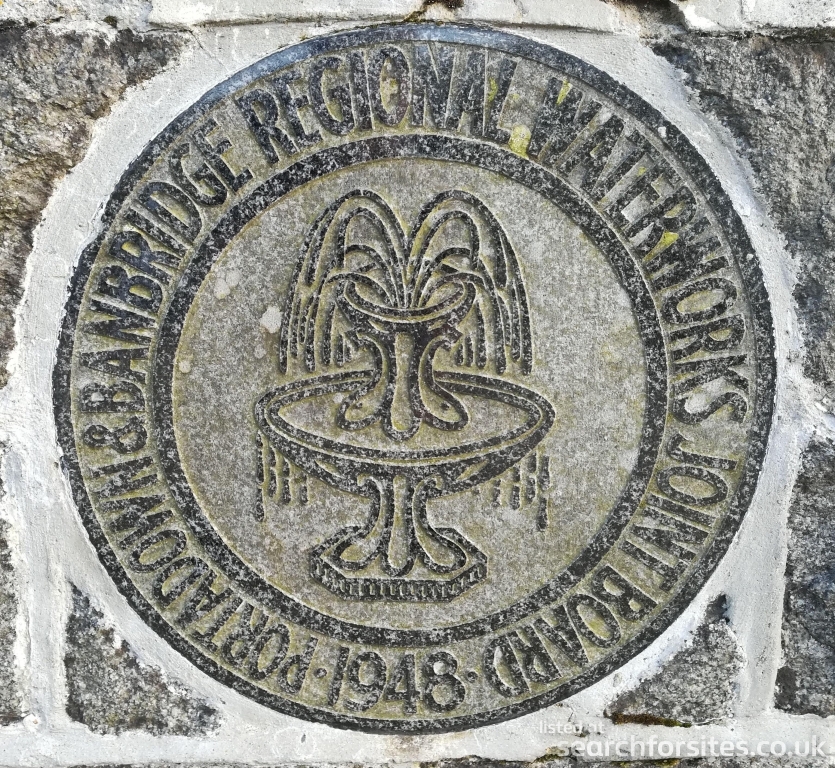 PORTADOWN & BANBRIDGE REGIONAL WATERWORKS JOINT BOARD
· 1948 ·
listed at
searchforsites.co.uk